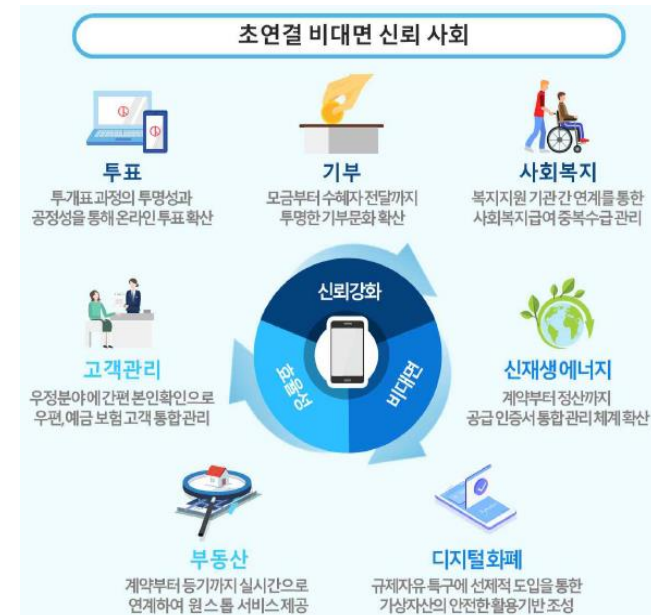 초연결 비대면 신뢰 사회
투표
투·개표 과정의 투명성과
공정성을 통해 온라인 투표 확산
기부
모금부터 수혜자 전달까지
투명한 기부문화 확산
사회복지
복지지원 기관 간 연계를 통한
사회복지급여 중복수급 관리
신뢰강화
효율성
비대면
고객관리
우정분야에 간편 본인확인으로
우편, 예금 보험 고객 통합 관리
신재생 에너지
계약부터 정산까지
공급 인증서 통합 관리 체계 확산
부동산
계약부터 등기까지 실시간으로
연계하여 원스톱 서비스 제공
디지털화폐
규제자유 특구에 선제적 도입을 통한
가상자산의 안전한 활용기반 조성